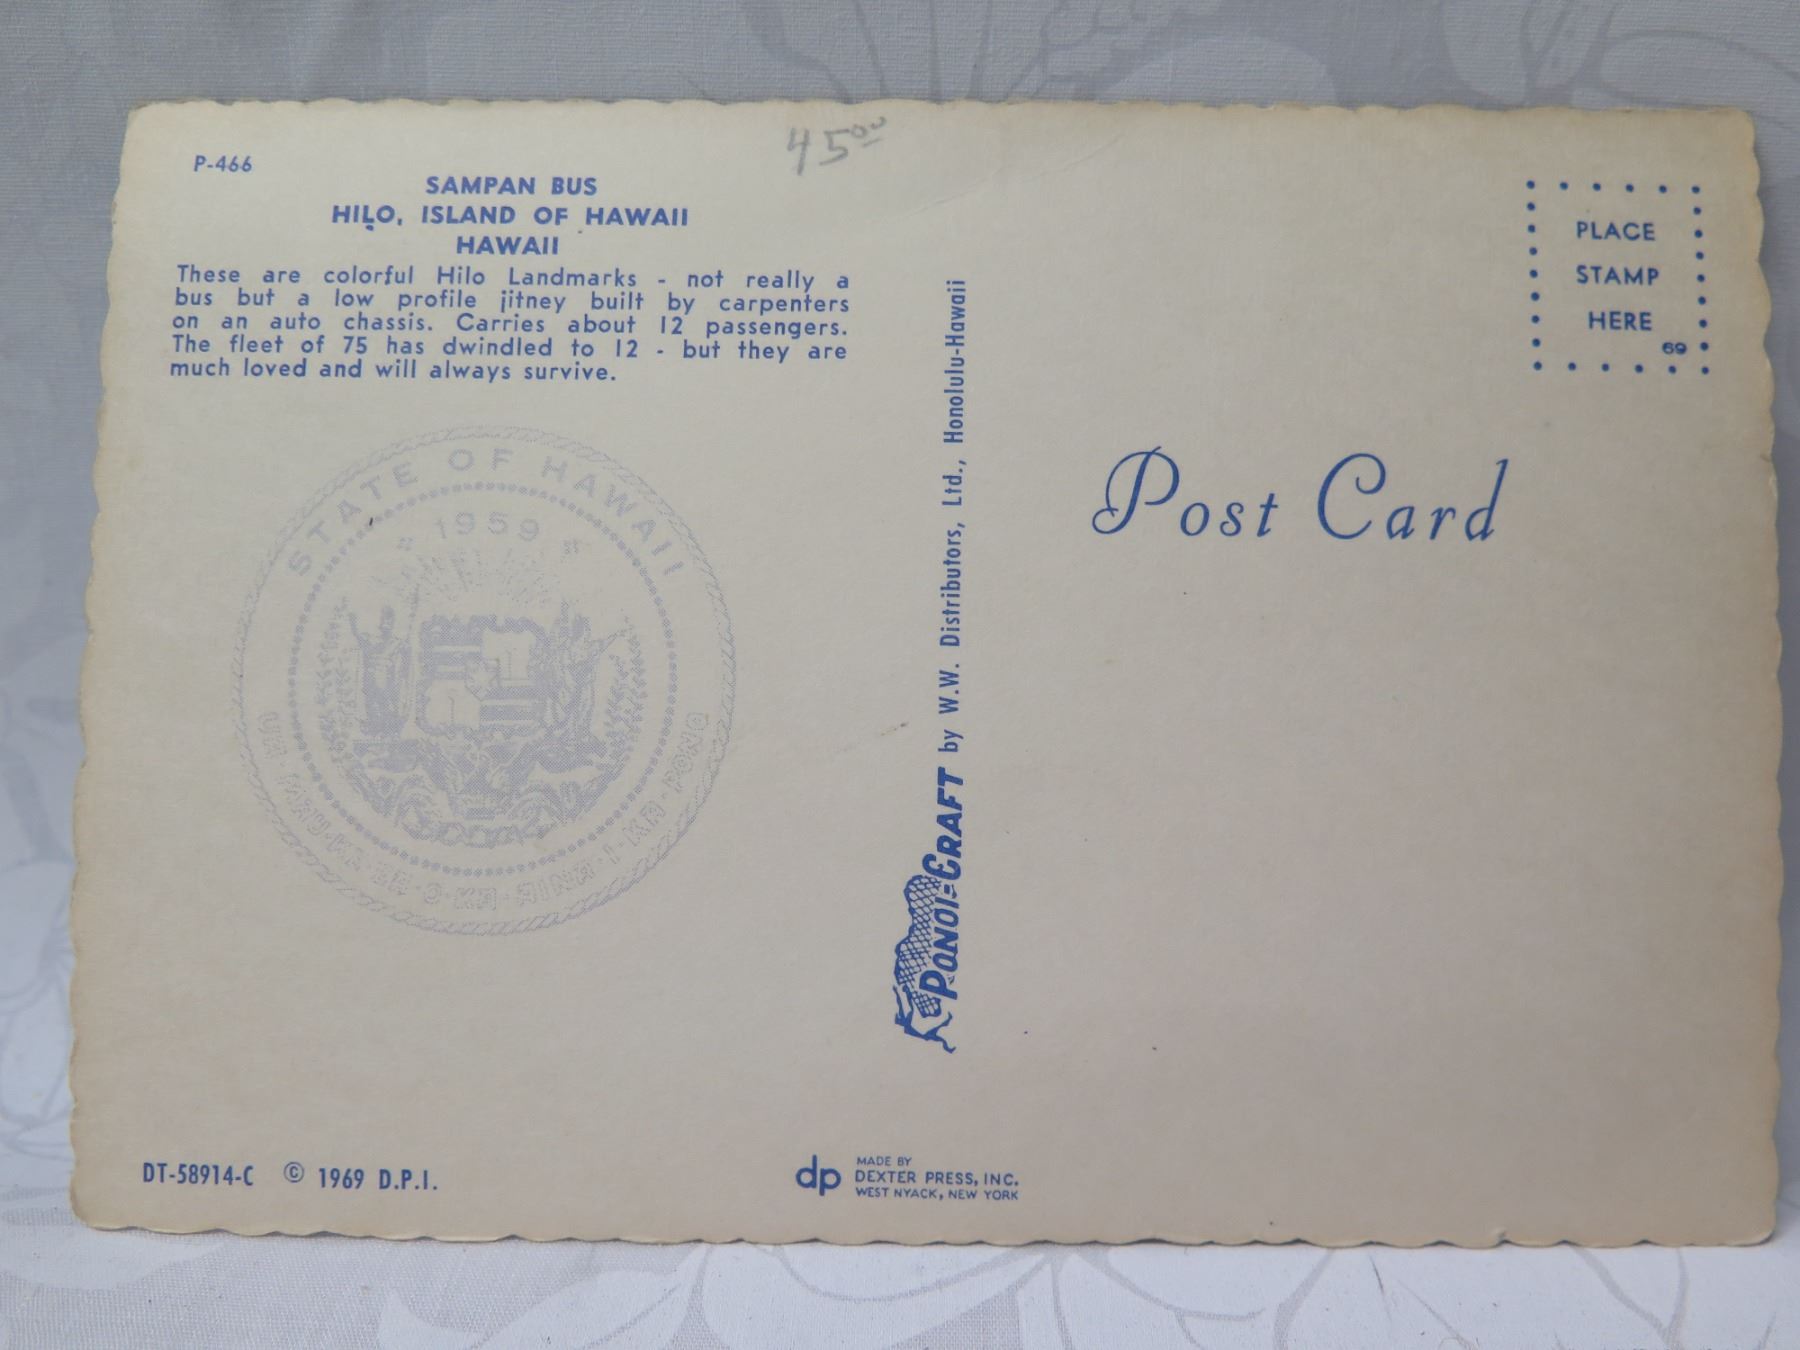 P-466
45.00
SAMPAN BUS
HILO, ISLAND OF HAWAII
HAWAII
These are colorful Hilo Landmarks - not really a
bus but a low profile jitney built by carpenters
on an auto chassis. Carries about 12 passengers.
The fleet of 75 has dwindled to 12 - but they are
much loved and will always survive.
STATE OF HAWAII
1959
UA · MAU · KE · EA · O · KA · AINA · I · KA · PONO
DT-58914-C © 1969 D.P.I.
PONOI-CRAFT by W.W. Distributors, Ltd., Honolulu-Hawaii
dp
MADE BY
DEXTER PRESS, INC.
WEST NYACK, NEW YORK
PLACE
STAMP
HERE
69
Post Card